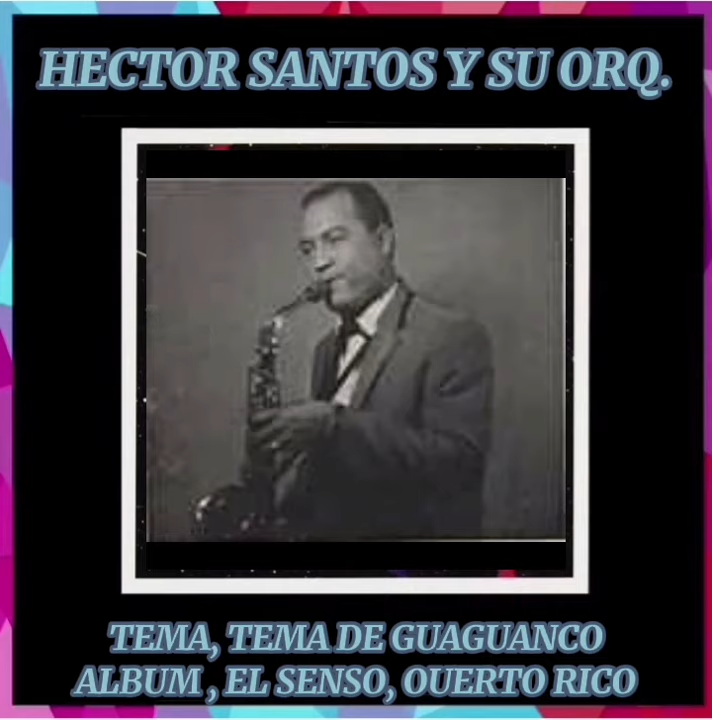 HECTOR SANTOS Y SU ORQ.
TEMA, TEMA DE GUAGUANCO
ALBUM , EL SENSO, OUERTO RICO